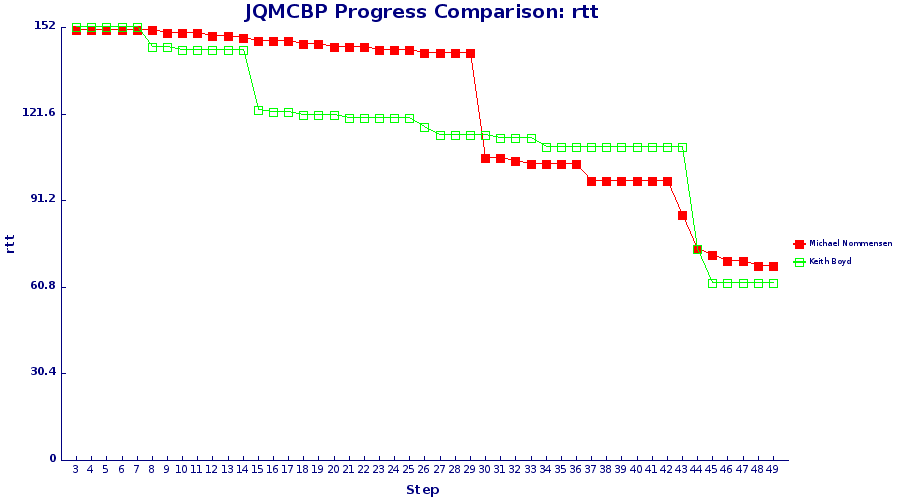 JQMCBP Progress Comparison: rtt
152
121.6
91.2
60.8
30.4
0
rtt
3 4 5 6 7 8 9 10 11 12 13 14 15 16 17 18 19 20 21 22 23 24 25 26 27 28 29 30 31 32 33 34 35 36 37 38 39 40 41 42 43 44 45 46 47 48 49
Step
Michael Nommensen
Keith Boyd